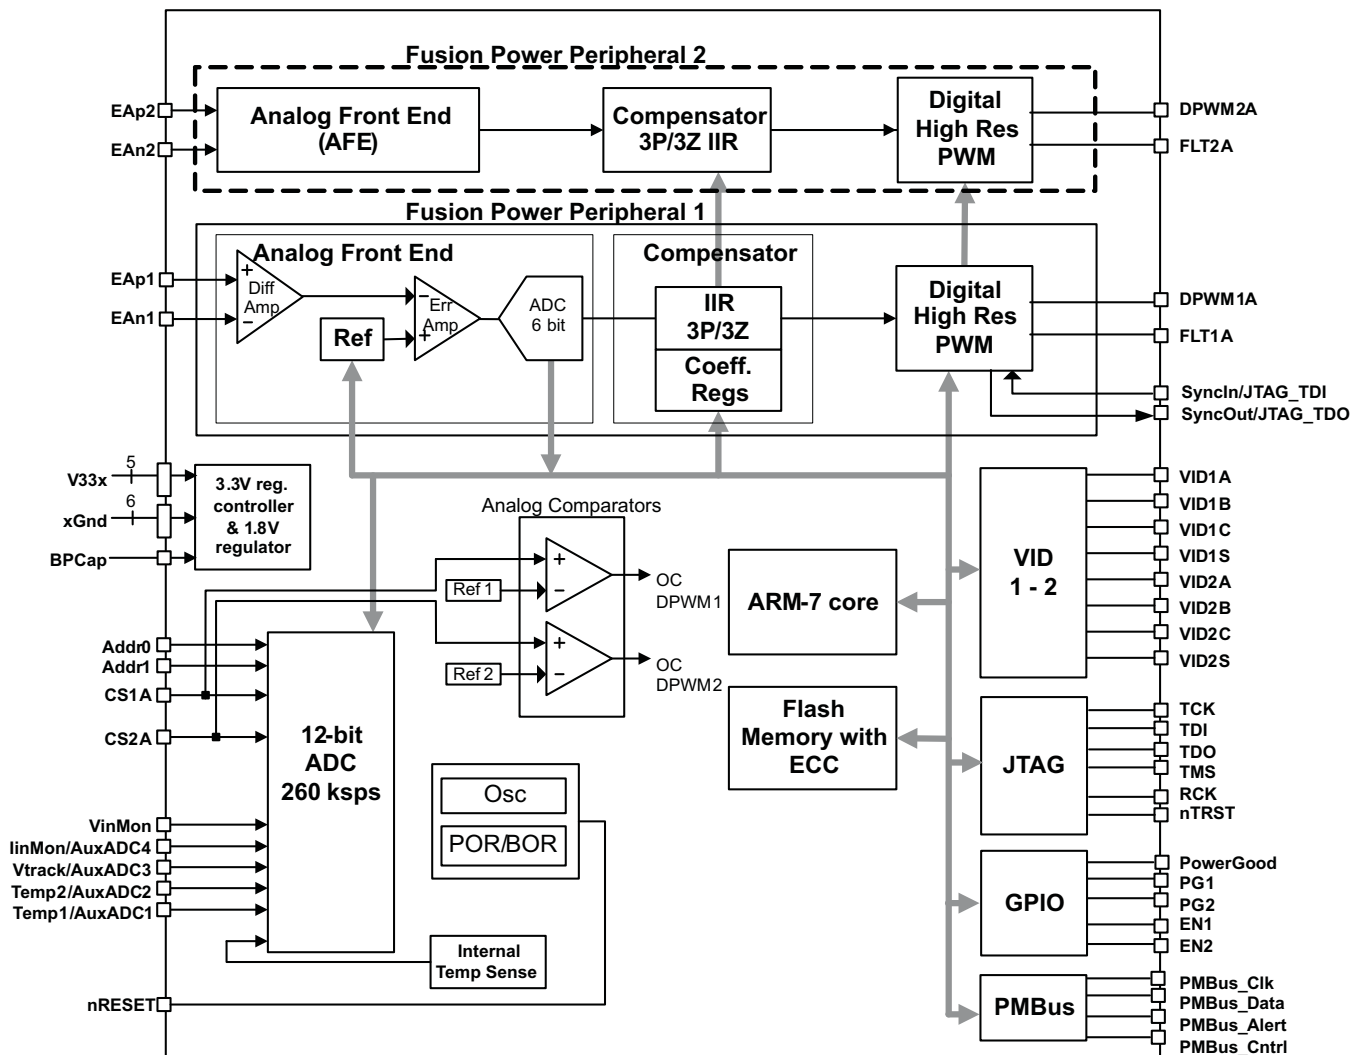 Fusion Power Peripheral 2
EAp2
EAn2
Analog Front End
(AFE)
Compensator
3P/3Z IIR
Digital
High Res
PWM
DPWM2A
FLT2A
Fusion Power Peripheral 1
Analog Front End
Compensator
EAp1
EAn1
+
Diff
Amp
−
Ref
−
Err
Amp
+
ADC
6 bit
IIR
3P/3Z
Coeff.
Regs
Digital
High Res
PWM
DPWM1A
FLT1A
SyncIn/JTAG_TDI
SyncOut/JTAG_TDO
V33x
5
xGnd
6
BPCap
3.3V reg.
controller
& 1.8V
regulator
Analog Comparators
+
Ref 1
−
OC
DPWM1
+
Ref 2
−
OC
DPWM2
ARM-7 core
Flash
Memory with
ECC
VID
1 - 2
VID1A
VID1B
VID1C
VID1S
VID2A
VID2B
VID2C
VID2S
Addr0
Addr1
CS1A
CS2A
VinMon
IinMon/AuxADC4
Vtrack/AuxADC3
Temp2/AuxADC2
Temp1/AuxADC1
nRESET
12-bit
ADC
260 ksps
Osc
POR/BOR
Internal
Temp Sense
JTAG
TCK
TDI
TDO
TMS
RCK
nTRST
GPIO
PowerGood
PG1
PG2
EN1
EN2
PMBus
PMBus_Clk
PMBus_Data
PMBus_Alert
PMBus_Cntrl